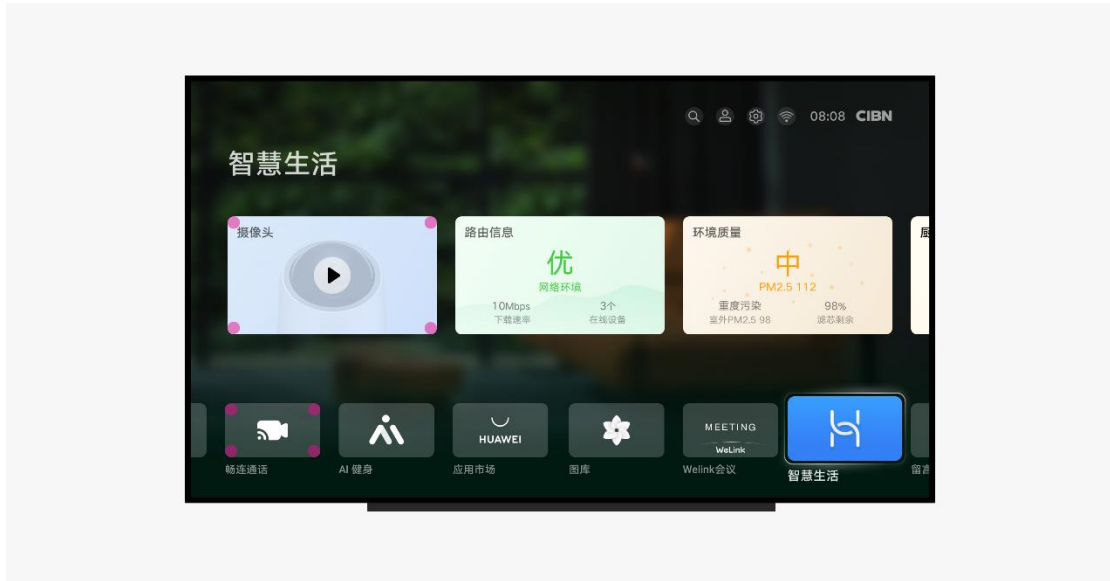 08:08 CIBN
智慧生活
摄像头
路由信息
优
网络环境
10Mbps 3个
下载速率 在线设备
环境质量
中
PM2.5 112
重度污染 98%
室外PM2.5 98 滤芯剩余
HUAWEI
MEETING
WeLink
畅连通话
AI 健身
应用市场
图库
Welink会议
智慧生活
留言